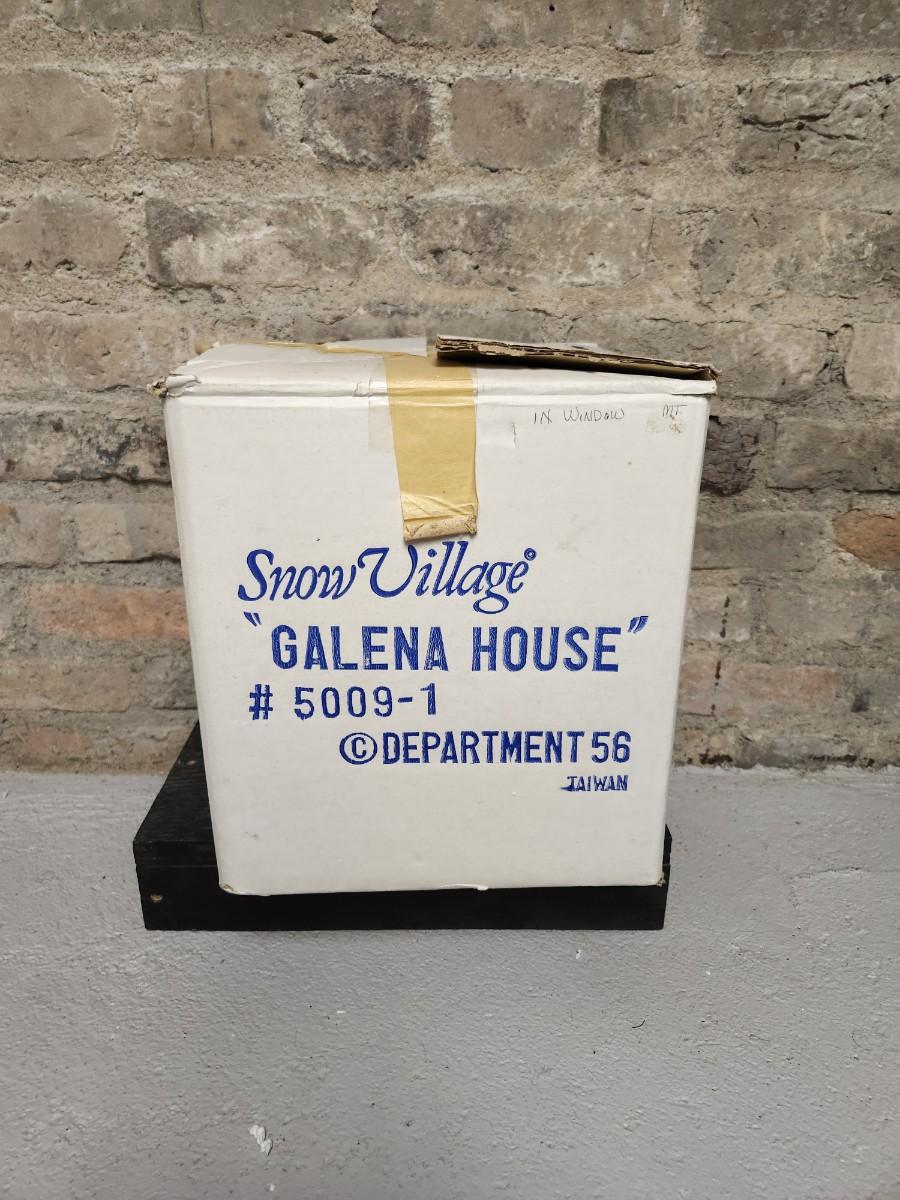 IN WINDOW
Snow Village©
"GALENA HOUSE"
# 5009-1
©DEPARTMENT 56
TAIWAN